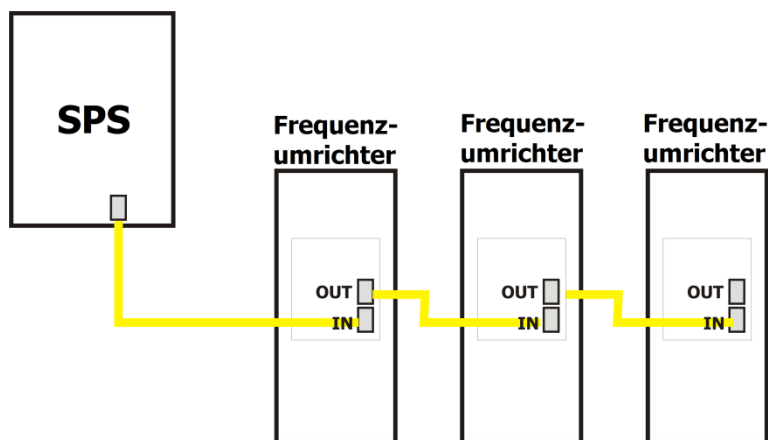 SPS
Frequenz-
umrichter
Frequenz-
umrichter
Frequenz-
umrichter
OUT
IN
OUT
IN
OUT
IN